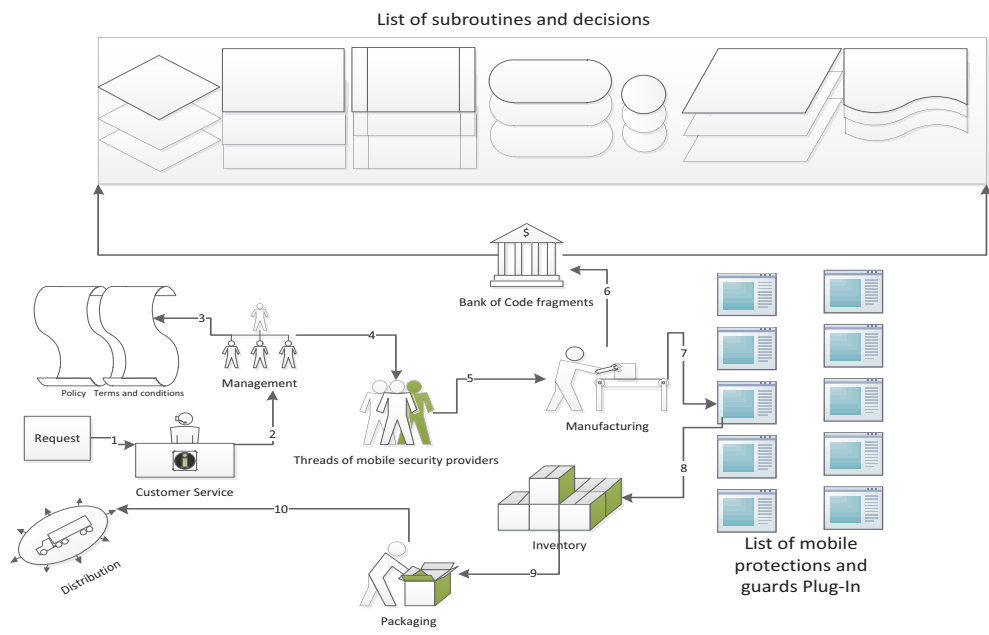 List of subroutines and decisions
$
Bank of Code fragments
6
3
4
7
Management
Policy
Terms and conditions
5
Manufacturing
Request
1
2
i
Customer Service
Threads of mobile security providers
8
10
Inventory
List of mobile
protections and
guards Plug-In
Distribution
9
Packaging